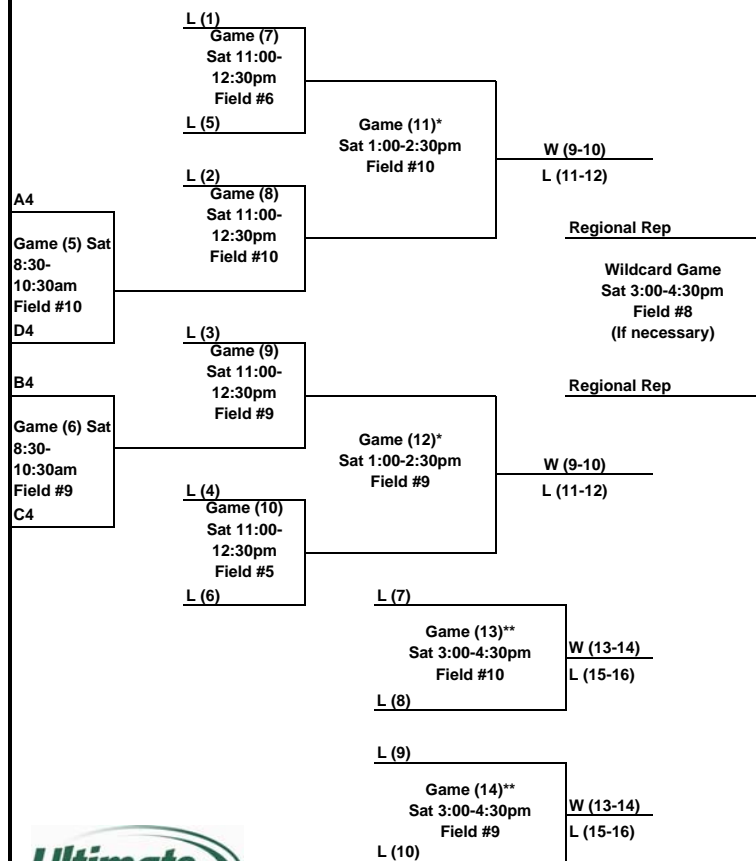 L (1)
Game (7)
Sat 11:00-
12:30pm
Field #6
L (5)
Game (11)*
Sat 1:00-2:30pm
Field #10
W (9-10)
L (11-12)
L (2)
Game (8)
Sat 11:00-
12:30pm
Field #10
A4
Game (5) Sat
8:30-
10:30am
Field #10
D4
Regional Rep
Wildcard Game
Sat 3:00-4:30pm
Field #8
(If necessary)
Regional Rep
L (3)
Game (9)
Sat 11:00-
12:30pm
Field #9
B4
Game (6) Sat
8:30-
10:30am
Field #9
C4
Game (12)*
Sat 1:00-2:30pm
Field #9
W (9-10)
L (11-12)
L (4)
Game (10)
Sat 11:00-
12:30pm
Field #5
L (6)
L (7)
Game (13)**
Sat 3:00-4:30pm
Field #10
L (8)
W (13-14)
L (15-16)
L (9)
Game (14)**
Sat 3:00-4:30pm
Field #9
L (10)
W (13-14)
L (15-16)
Ultimate